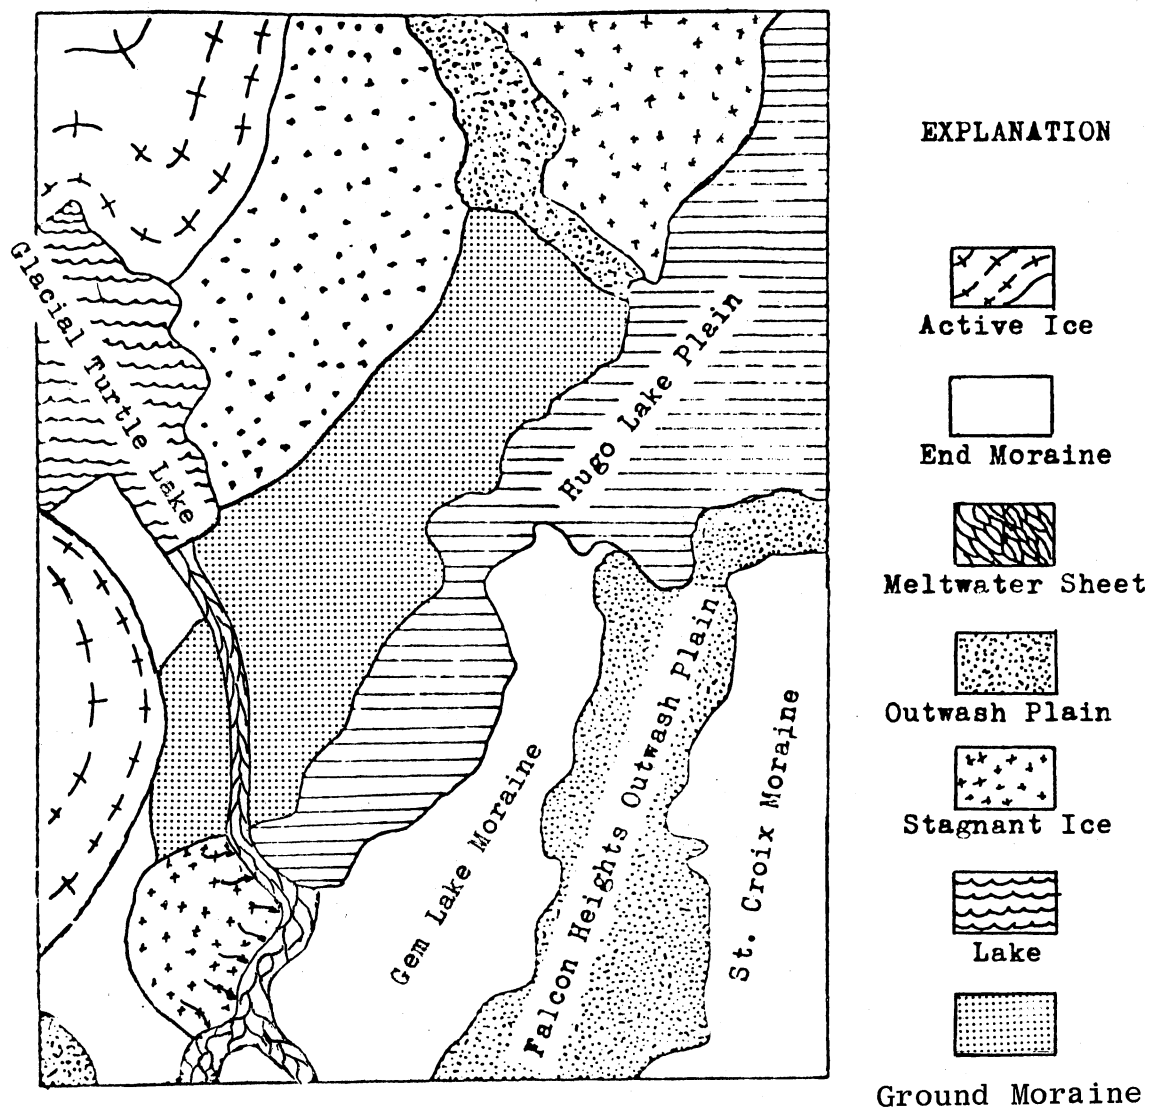 EXPLANATION
Active Ice
End Moraine
Meltwater Sheet
Outwash Plain
Stagnant Ice
Lake
Ground Moraine
Glacial Turtle Lake
Hugo Lake Plain
Gem Lake Moraine
Falcon Heights Outwash Plain
St. Croix Moraine